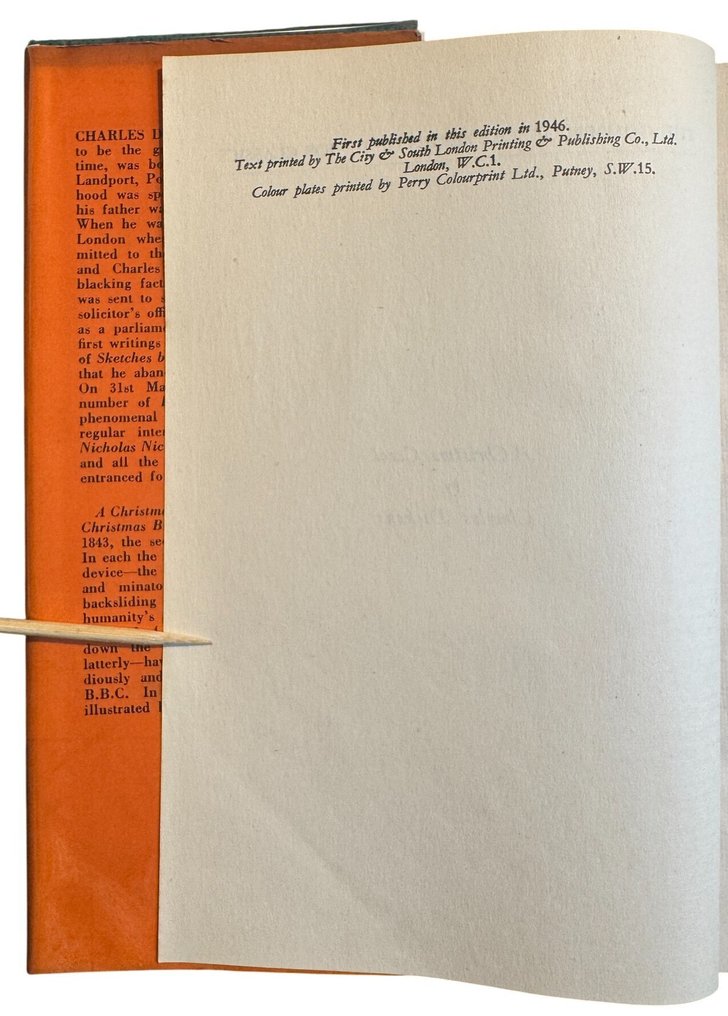 CHARLES D
to be the g
time, was bo
Landport, Po
hood was sp
his father wa
When he wa
London whe
mitted to th
and Charles
blacking fact
was sent to s
solicitor's off
as a parliame
first writings
of Sketches b
that he aban
On 31st Ma
number of
phenomenal
regular inter
Nicholas Nic
and all the
entranced fo
A Christma
Christmas B
1843, the sec
In each the
device—the
and minato
backsliding
humanity's
down the
latterly—hav
diously and
B.B.C. In
illustrated
First published in this edition in 1946.
Text printed by The City & South London Printing & Publishing Co., Ltd.
London, W.C.1.
Colour plates printed by Perry Colourprint Ltd., Putney, S.W.15.